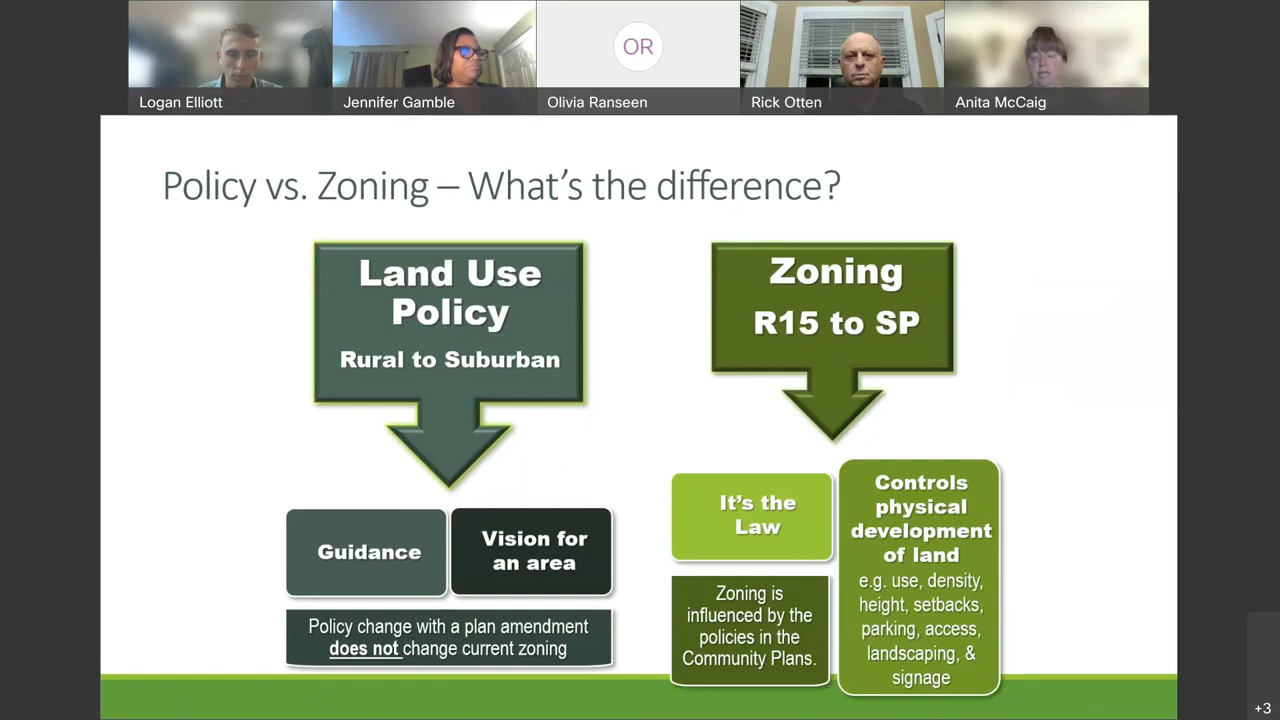 OR
Logan Elliott
Jennifer Gamble
Olivia Ranseen
Rick Otten
Anita McCaig
Policy vs. Zoning – What's the difference?
Land Use
Policy
Rural to Suburban
Guidance
Vision for
an area
Policy change with a plan amendment
does not change current zoning
Zoning
R15 to SP
It's the
Law
Zoning is
influenced by the
policies in the
Community Plans.
Controls
physical
development
of land
e.g. use, density,
height, setbacks,
parking, access,
landscaping, &
signage
+3